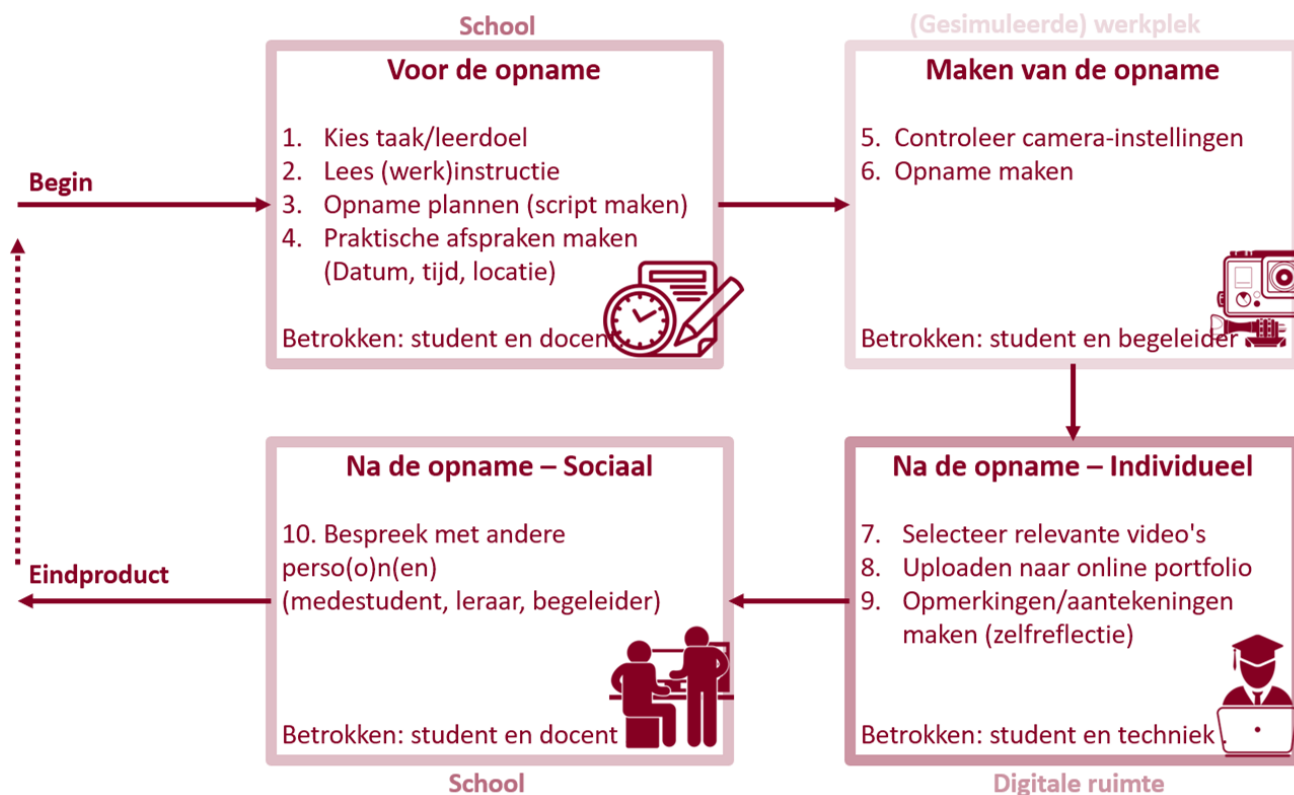 School
Voor de opname
1. Kies taak/leerdoel
2. Lees (werk)instructie
3. Opname plannen (script maken)
4. Praktische afspraken maken
(Datum, tijd, locatie)
Betrokken: student en docent
(Gesimuleerde) werkplek
Maken van de opname
5. Controleer camera-instellingen
6. Opname maken
Betrokken: student en begeleider
Begin
Na de opname – Individueel
7. Selecteer relevante video's
8. Uploaden naar online portfolio
9. Opmerkingen/aantekeningen
maken (zelfreflectie)
Betrokken: student en techniek .
Digitale ruimte
Na de opname – Sociaal
10. Bespreek met andere
perso(o)n(en)
(medestudent, leraar, begeleider)
Betrokken: student en docent
School
Eindproduct